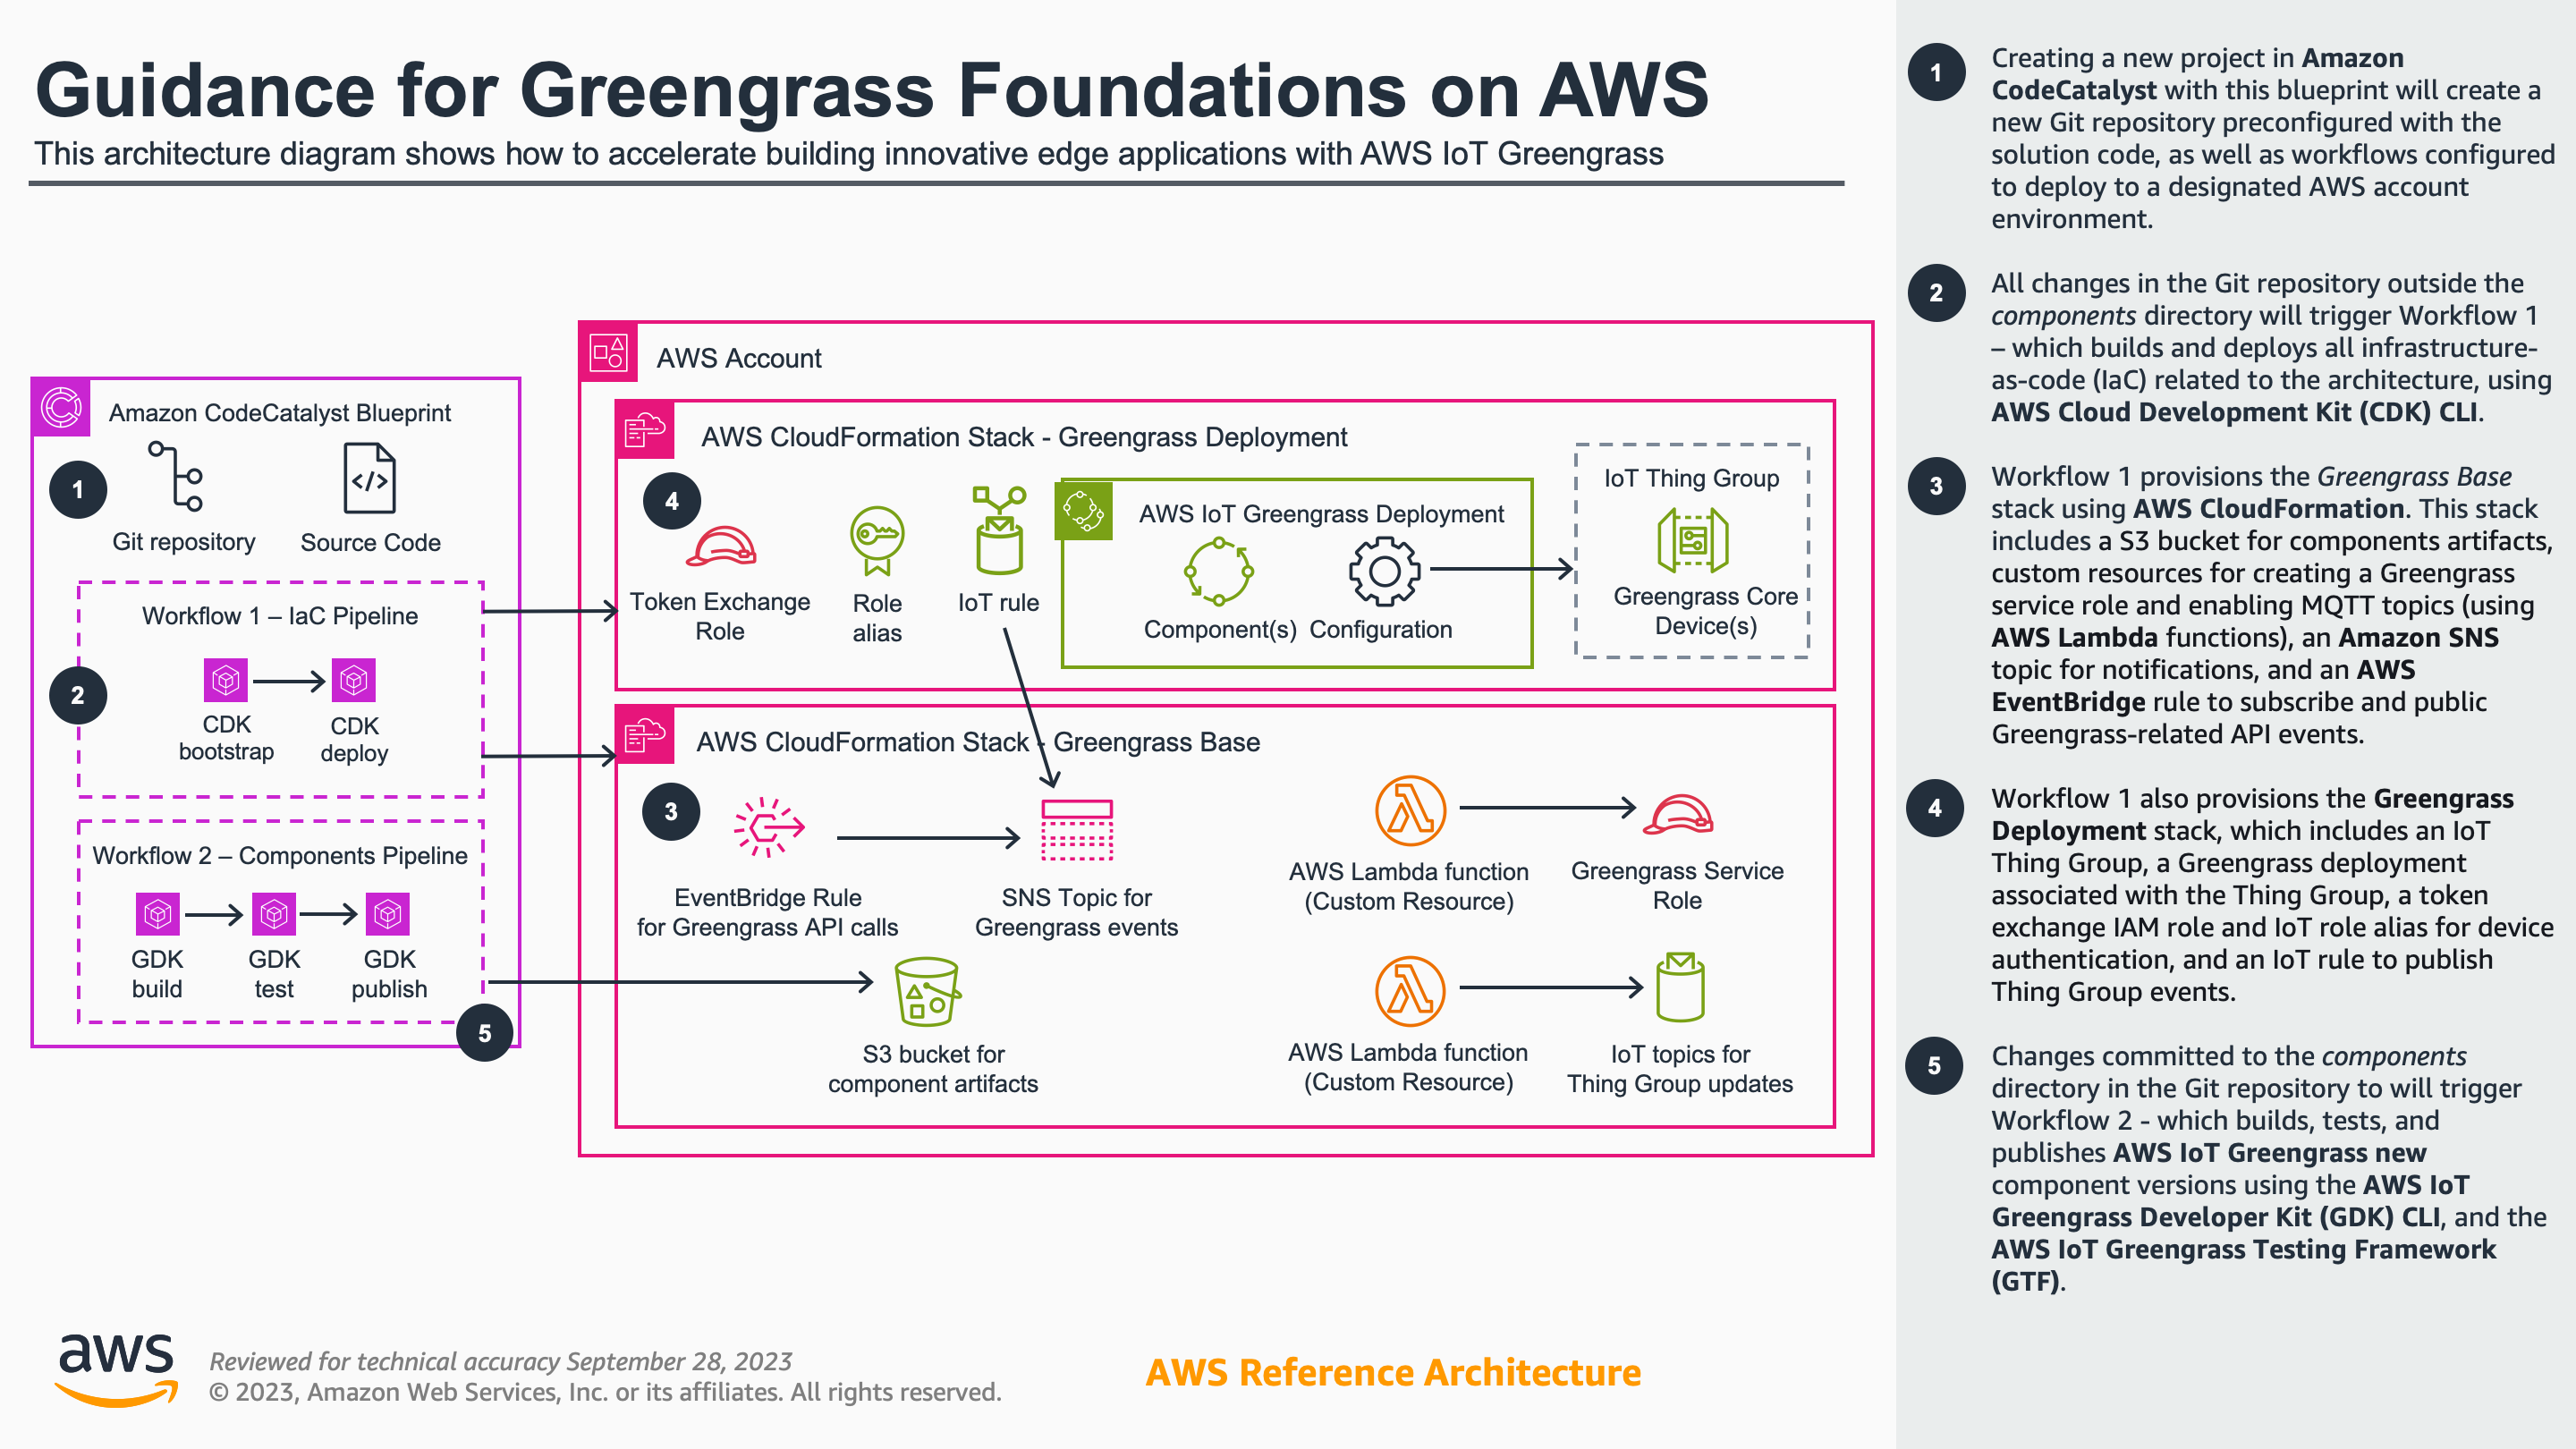 Guidance for Greengrass Foundations on AWS
This architecture diagram shows how to accelerate building innovative edge applications with AWS IoT Greengrass
Amazon CodeCatalyst Blueprint
1
</>
Git repository
Source Code
Workflow 1 – IaC Pipeline
2
CDK
bootstrap
CDK
deploy
Workflow 2 – Components Pipeline
GDK
build
GDK
test
GDK
publish
5
AWS Account
AWS CloudFormation Stack - Greengrass Deployment
4
Token Exchange
Role
Role
alias
IoT rule
AWS IoT Greengrass Deployment
Component(s)
Configuration
IoT Thing Group
Greengrass Core
Device(s)
AWS CloudFormation Stack - Greengrass Base
3
EventBridge Rule
for Greengrass API calls
SNS Topic for
Greengrass events
AWS Lambda function
(Custom Resource)
Greengrass Service
Role
S3 bucket for
component artifacts
AWS Lambda function
(Custom Resource)
IoT topics for
Thing Group updates
1
Creating a new project in Amazon
CodeCatalyst with this blueprint will create a
new Git repository preconfigured with the
solution code, as well as workflows configured
to deploy to a designated AWS account
environment.
2
All changes in the Git repository outside the
components directory will trigger Workflow 1
– which builds and deploys all infrastructure-
as-code (IaC) related to the architecture, using
AWS Cloud Development Kit (CDK) CLI.
3
Workflow 1 provisions the Greengrass Base
stack using AWS CloudFormation. This stack
includes a S3 bucket for components artifacts,
custom resources for creating a Greengrass
service role and enabling MQTT topics (using
AWS Lambda functions), an Amazon SNS
topic for notifications, and an AWS
EventBridge rule to subscribe and public
Greengrass-related API events.
4
Workflow 1 also provisions the Greengrass
Deployment stack, which includes an IoT
Thing Group, a Greengrass deployment
associated with the Thing Group, a token
exchange IAM role and IoT role alias for device
authentication, and an IoT rule to publish
Thing Group events.
5
Changes committed to the components
directory in the Git repository to will trigger
Workflow 2 - which builds, tests, and
publishes AWS IoT Greengrass new
component versions using the AWS IoT
Greengrass Developer Kit (GDK) CLI, and the
AWS IoT Greengrass Testing Framework
(GTF).
aws
Reviewed for technical accuracy September 28, 2023
© 2023, Amazon Web Services, Inc. or its affiliates. All rights reserved.
AWS Reference Architecture